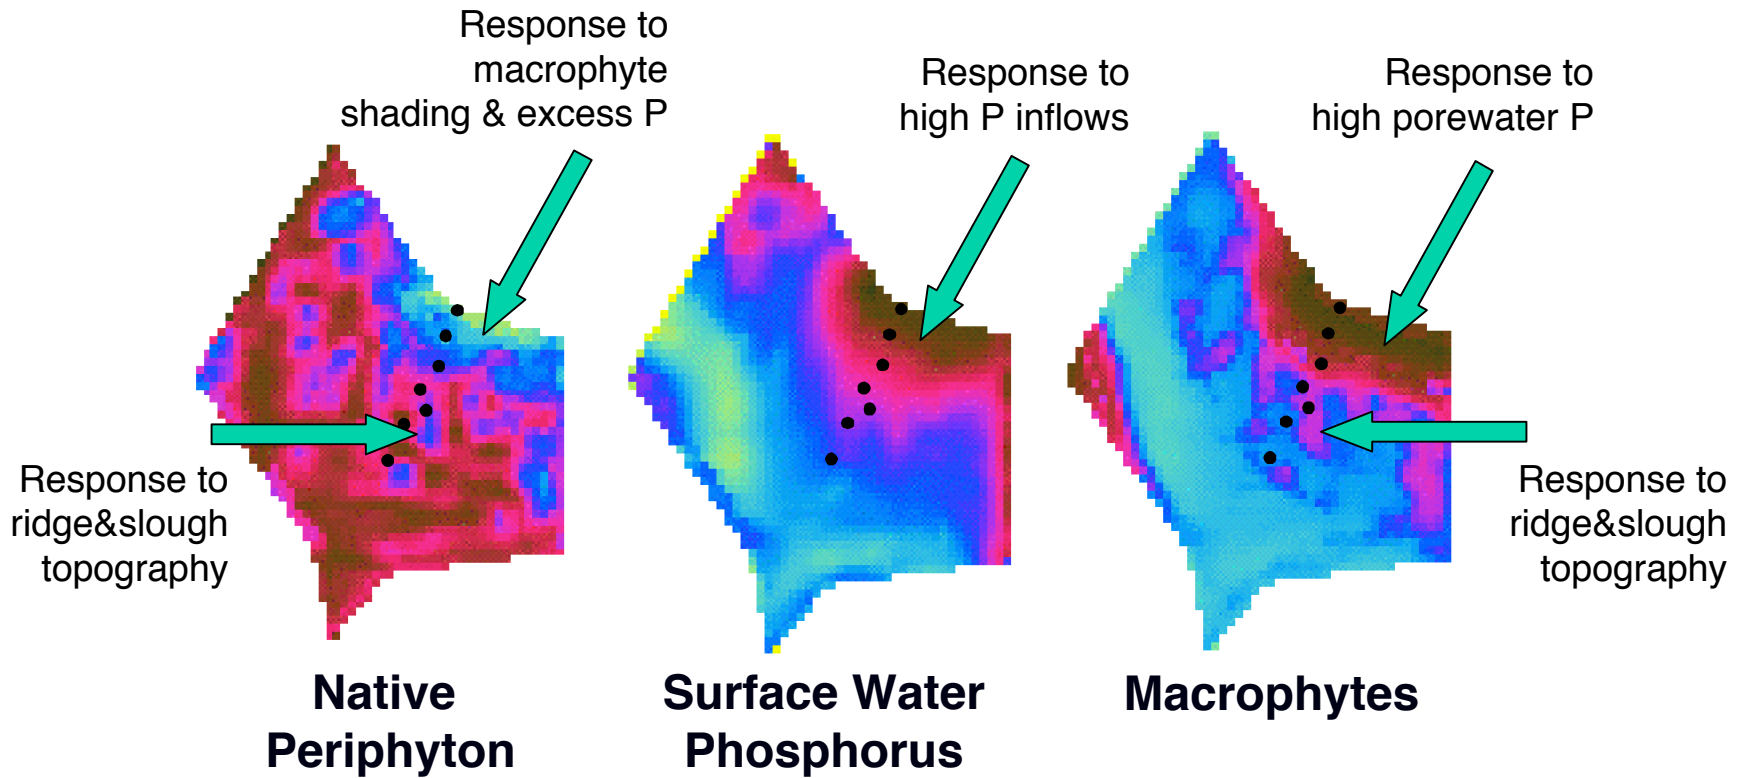 Response to
macrophyte
shading & excess P
Response to
high P inflows
Response to
high porewater P
Response to
ridge&slough
topography
Response to
ridge&slough
topography
Native
Periphyton
Surface Water
Phosphorus
Macrophytes